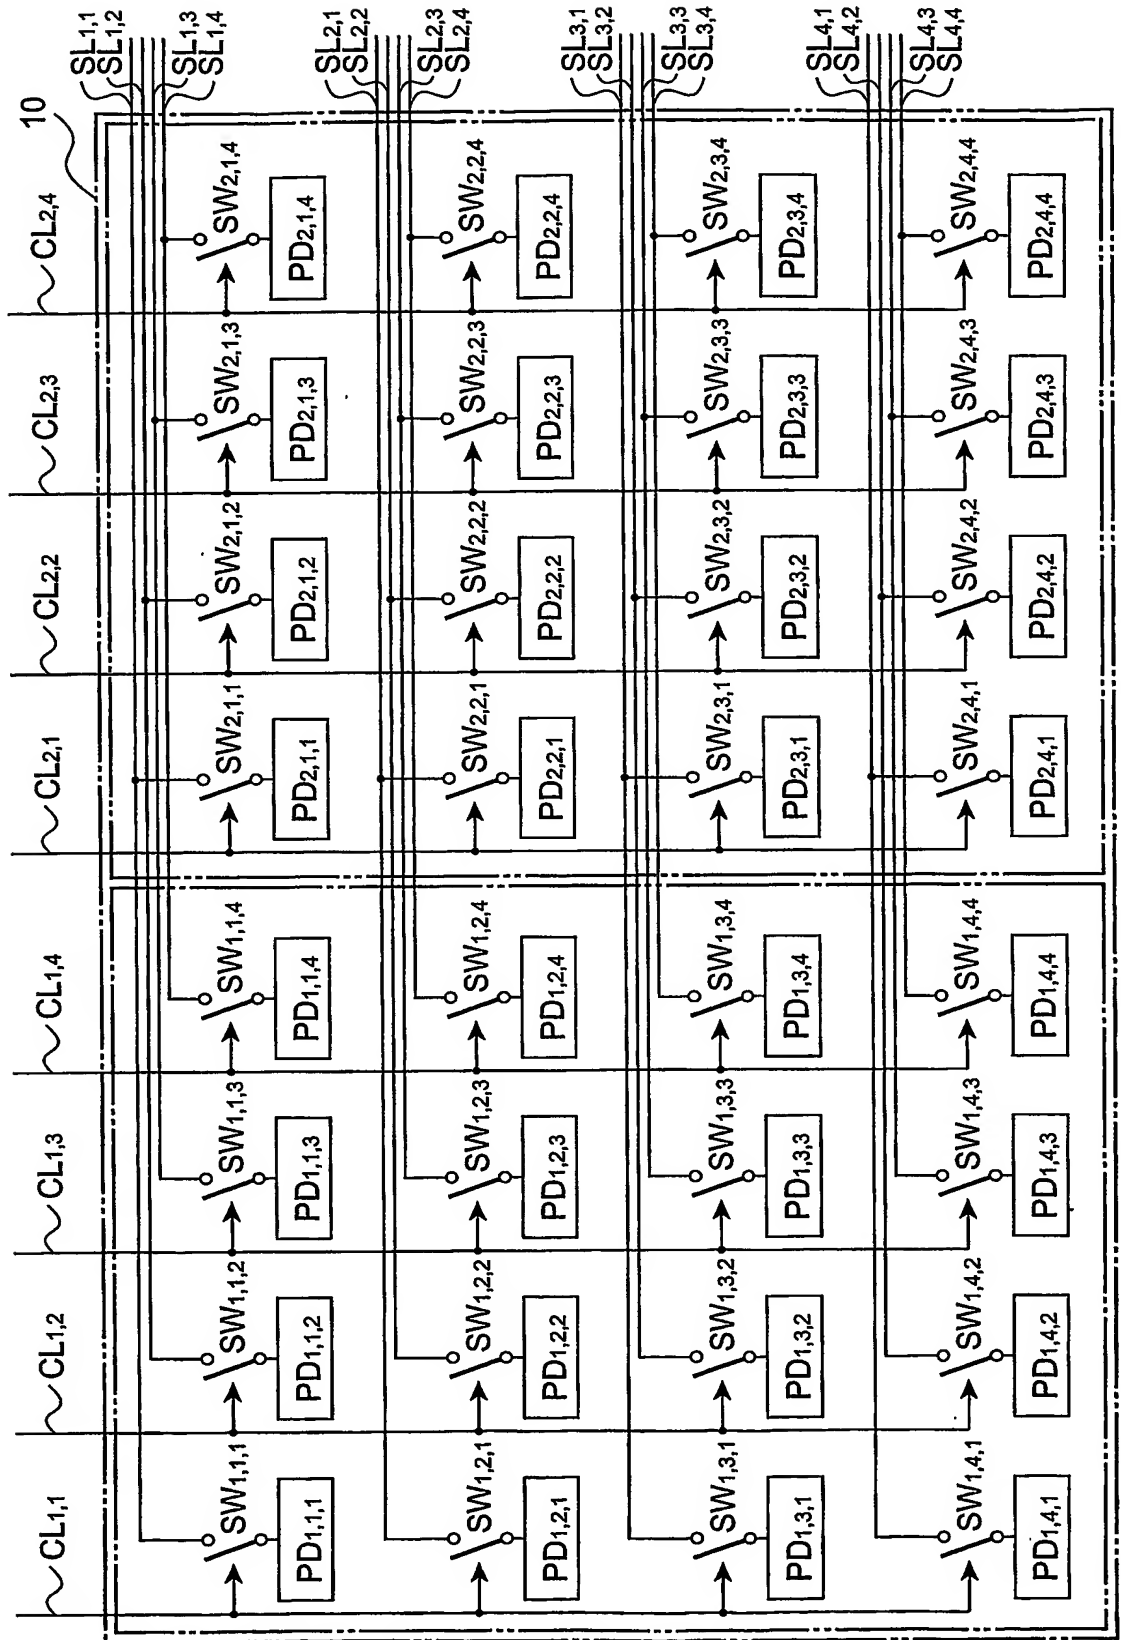 CL1,1 CL1,2 CL1,3 CL1,4 CL2,1 CL2,2 CL2,3 CL2,4
10
SL1,1
SL1,2
SL1,3
SL1,4
SW1,1,1 SW1,1,2 SW1,1,3 SW1,1,4 SW2,1,1 SW2,1,2 SW2,1,3 SW2,1,4
PD1,1,1 PD1,1,2 PD1,1,3 PD1,1,4 PD2,1,1 PD2,1,2 PD2,1,3 PD2,1,4
SL2,1
SL2,2
SL2,3
SL2,4
SW1,2,1 SW1,2,2 SW1,2,3 SW1,2,4 SW2,2,1 SW2,2,2 SW2,2,3 SW2,2,4
PD1,2,1 PD1,2,2 PD1,2,3 PD1,2,4 PD2,2,1 PD2,2,2 PD2,2,3 PD2,2,4
SL3,1
SL3,2
SL3,3
SL3,4
SW1,3,1 SW1,3,2 SW1,3,3 SW1,3,4 SW2,3,1 SW2,3,2 SW2,3,3 SW2,3,4
PD1,3,1 PD1,3,2 PD1,3,3 PD1,3,4 PD2,3,1 PD2,3,2 PD2,3,3 PD2,3,4
SL4,1
SL4,2
SL4,3
SL4,4
SW1,4,1 SW1,4,2 SW1,4,3 SW1,4,4 SW2,4,1 SW2,4,2 SW2,4,3 SW2,4,4
PD1,4,1 PD1,4,2 PD1,4,3 PD1,4,4 PD2,4,1 PD2,4,2 PD2,4,3 PD2,4,4